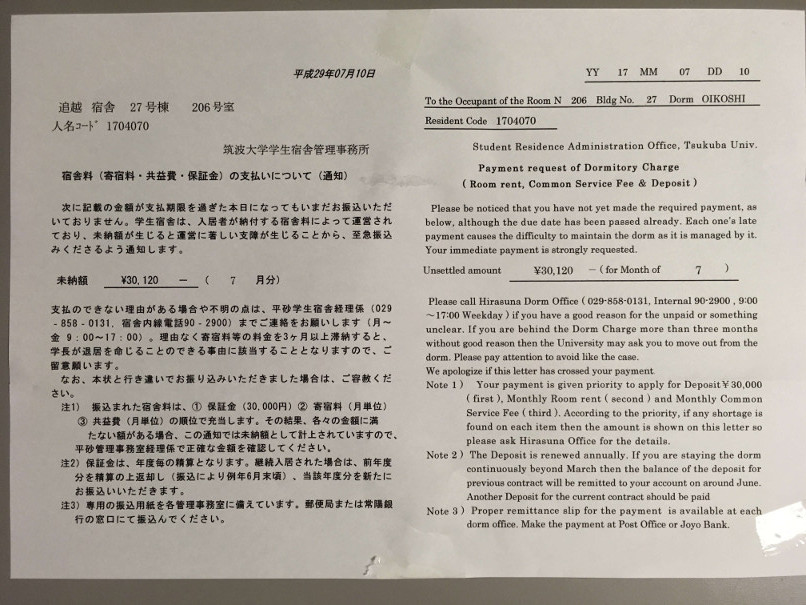 平成29年07月10日
追越 宿舎 27号棟 206号室
人名コード 1704070
筑波大学学生宿舎管理事務所
宿舎料(寄宿料・共益費・保証金)の支払いについて(通知)
次に記載の金額が支払期限を過ぎた本日になってもいまだお振込いただ
いておりません。学生宿舎は、入居者が納付する宿舎料によって運営され
ており、未納額が生じると運営に著しい支障が生じることから、至急振込
みくださるよう通知します。
未納額 ¥30,120 - ( 7 月分)
支払のできない理由がある場合や不明の点は、平砂学生宿舎経理係(029
-858-0131、宿舎内線電話90-2900)までご連絡をお願いします(月~
金 9:00~17:00)。理由なく寄宿料等の料金を3ヶ月以上滞納すると、
学長が退居を命じることのできる事由に該当することとなりますので、ご
留意願います。
なお、本状と行き違いでお振り込みいただきました場合は、ご容赦くだ
さい。
注1) 振込まれた宿舎料は、① 保証金(30,000円)② 寄宿料(月単位)
③ 共益費(月単位)の順位で充当します。その結果、各々の金額に満
たない額がある場合、この通知では未納額として計上されていますので、
平砂管理事務室経理係で正確な金額を確認してください。
注2) 保証金は、年度毎の精算となります。継続入居された場合は、前年度
分を精算の上返却し(振込により例年6月末頃)、当該年度分を新たに
お振込いいただきます。
注3) 専用の振込用紙を各管理事務室に備えています。郵便局または常陽銀
行の窓口にて振込んでください。
YY 17 MM 07 DD 10
To the Occupant of the Room N 206 Bldg No. 27 Dorm OIKOSHI
Resident Code 1704070
Student Residence Administration Office, Tsukuba Univ.
Payment request of Dormitory Charge
( Room rent, Common Service Fee & Deposit )
Please be noticed that you have not yet made the required payment, as
below, although the due date has been passed already. Each one's late
payment causes the difficulty to maintain the dorm as it is managed by it.
Your immediate payment is strongly requested.
Unsettled amount ¥30,120 - ( for Month of 7 )
Please call Hirasuna Dorm Office ( 029-858-0131, Internal 90-2900 , 9:00
~17:00 Weekday ) if you have a good reason for the unpaid or something
unclear. If you are behind the Dorm Charge more than three months
without good reason then the University may ask you to move out from the
dorm. Please pay attention to avoid like the case.
We apologize if this letter has crossed your payment.
Note 1 ) Your payment is given priority to apply for Deposit¥ 30,000
( first ), Monthly Room rent ( second ) and Monthly Common
Service Fee ( third ). According to the priority, if any shortage is
found on each item then the amount is shown on this letter so
please ask Hirasuna Office for the details.
Note 2 ) The Deposit is renewed annually. If you are staying the dorm
continuously beyond March then the balance of the deposit for
previous contract will be remitted to your account on around June.
Another Deposit for the current contract should be paid
Note 3 ) Proper remittance slip for the payment is available at each
dorm office. Make the payment at Post Office or Joyo Bank.